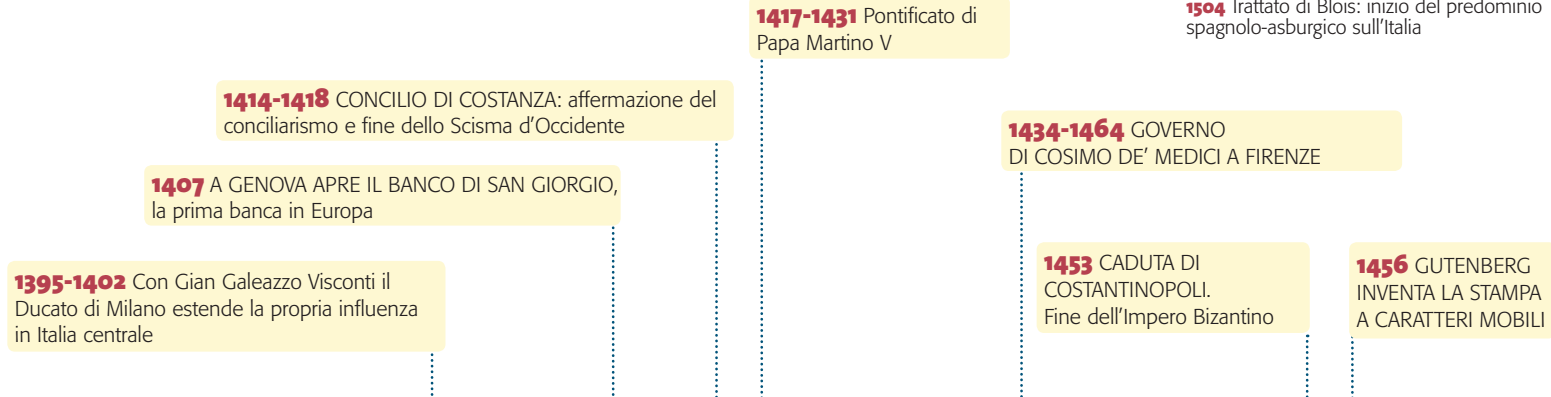 1417-1431 Pontificato di
Papa Martino V
1504 Trattato di Blois: inizio del predominio
spagnolo-asburgico sull'Italia
1414-1418 CONCILIO DI COSTANZA: affermazione del
conciliarismo e fine dello Scisma d'Occidente
1434-1464 GOVERNO
DI COSIMO DE' MEDICI A FIRENZE
1407 A GENOVA APRE IL BANCO DI SAN GIORGIO,
la prima banca in Europa
1395-1402 Con Gian Galeazzo Visconti il
Ducato di Milano estende la propria influenza
in Italia centrale
1453 CADUTA DI
COSTANTINOPOLI.
Fine dell'Impero Bizantino
1456 GUTENBERG
INVENTA LA STAMPA
A CARATTERI MOBILI